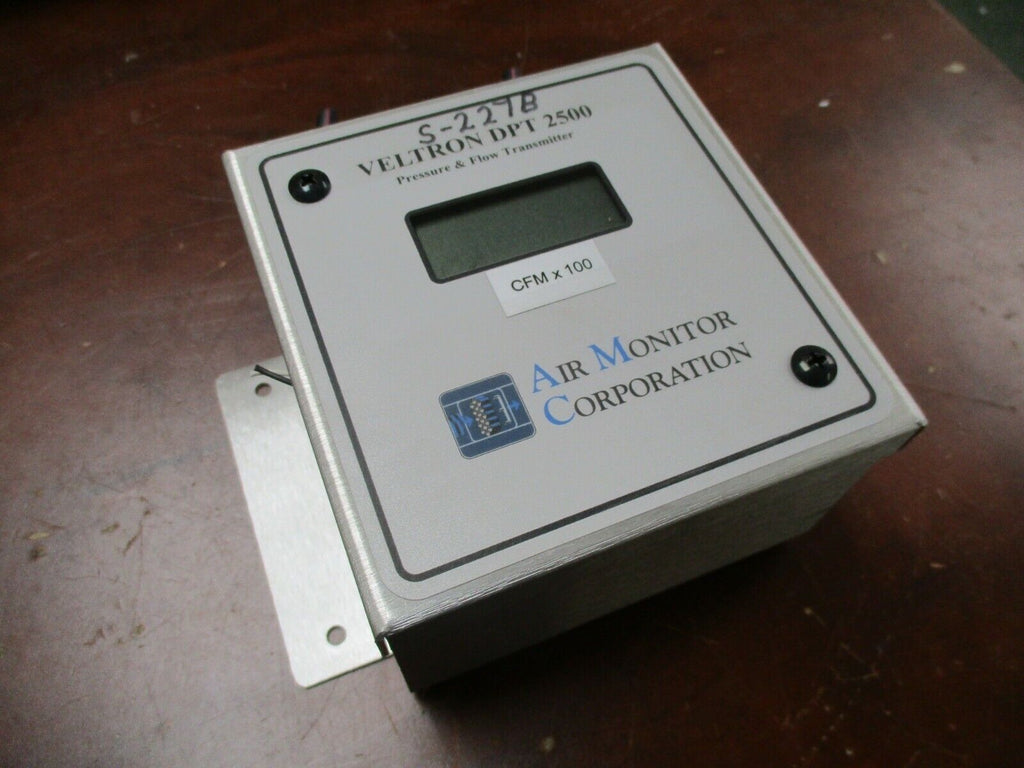 S-227B
VELTRON DPT 2500
Pressure & Flow Transmitter
CFM x 100
AIR MONITOR
CORPORATION